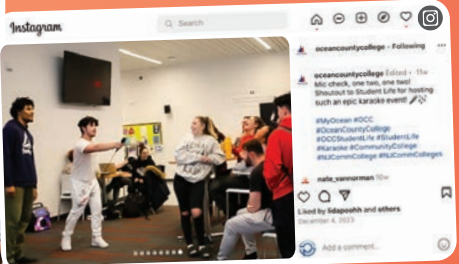 Instagram
Search
oceancountycollege • Following
oceancountycollege Edited • 11w
Mic check, one two, one two!
Shoutout to Student Life for hosting
such an epic karaoke event! 🎤🎶
#MyOcean #OCC
#OceanCountyCollege
#OCCStudentLife #StudentLife
#Karaoke #CommunityCollege
#NJCommCollege #NJCommColleges
nate_vannorman 10w
Liked by lidapoohh and others
December 4, 2023
Add a comment...